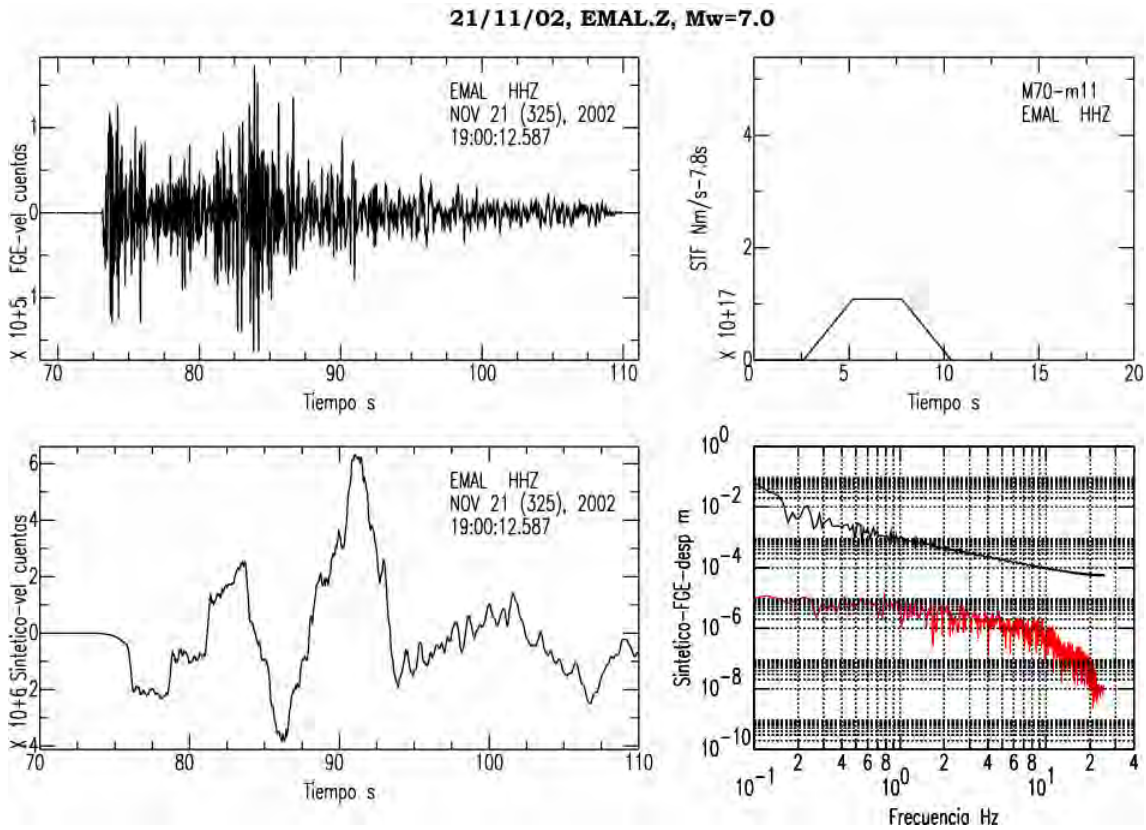 21/11/02, EMAL.Z, Mw=7.0
EMAL HHZ
NOV 21 (325), 2002
19:00:12.587
X 10+5 FGE-vel cuentas
1
0
1
70 80 90 100 110
Tiempo s
M70-m11
EMAL HHZ
X 10+17 STF Nm/s-7.8s
4
2
0
0 5 10 15 20
Tiempo s
EMAL HHZ
NOV 21 (325), 2002
19:00:12.587
X 10+6 Sintetico-vel cuentas
6
4
2
0
-2
-4
70 80 90 100 110
Tiempo s
Sintetico-FGE-desp m
10^0
10^-2
10^-4
10^-6
10^-8
10^-10
10^-1 2 4 6 8 10^0 2 4 6 8 10^1 2 4
Frecuencia Hz